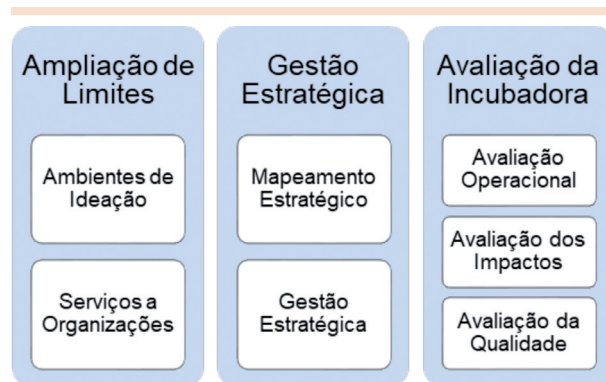 Ampliação de
Limites
Ambientes de
Ideação
Serviços a
Organizações
Gestão
Estratégica
Mapeamento
Estratégico
Gestão
Estratégica
Avaliação da
Incubadora
Avaliação
Operacional
Avaliação dos
Impactos
Avaliação da
Qualidade